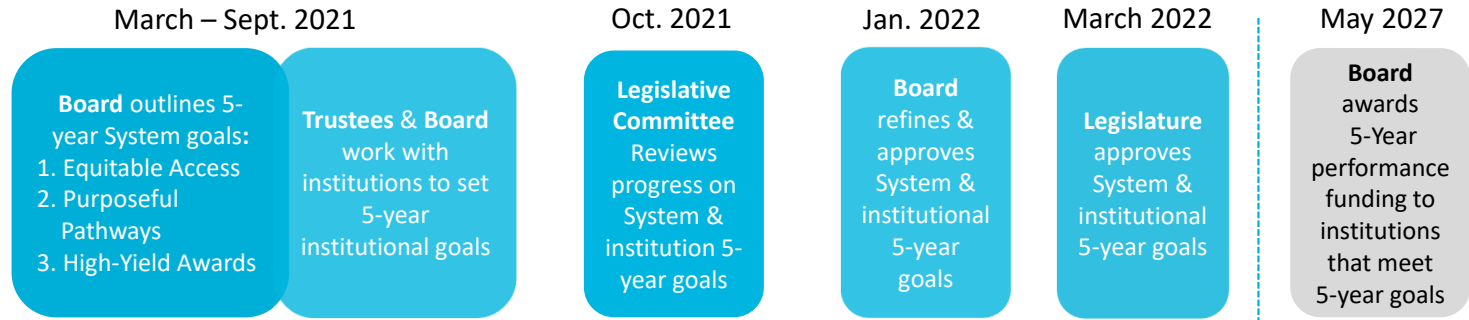 March – Sept. 2021
Board outlines 5-
year System goals:
1. Equitable Access
2. Purposeful
Pathways
3. High-Yield Awards
Trustees & Board
work with
institutions to set
5-year
institutional goals
Oct. 2021
Legislative
Committee
Reviews
progress on
System &
institution 5-
year goals
Jan. 2022
Board
refines &
approves
System &
institutional
5-year
goals
March 2022
Legislature
approves
System &
institutional
5-year goals
May 2027
Board
awards
5-Year
performance
funding to
institutions
that meet
5-year goals